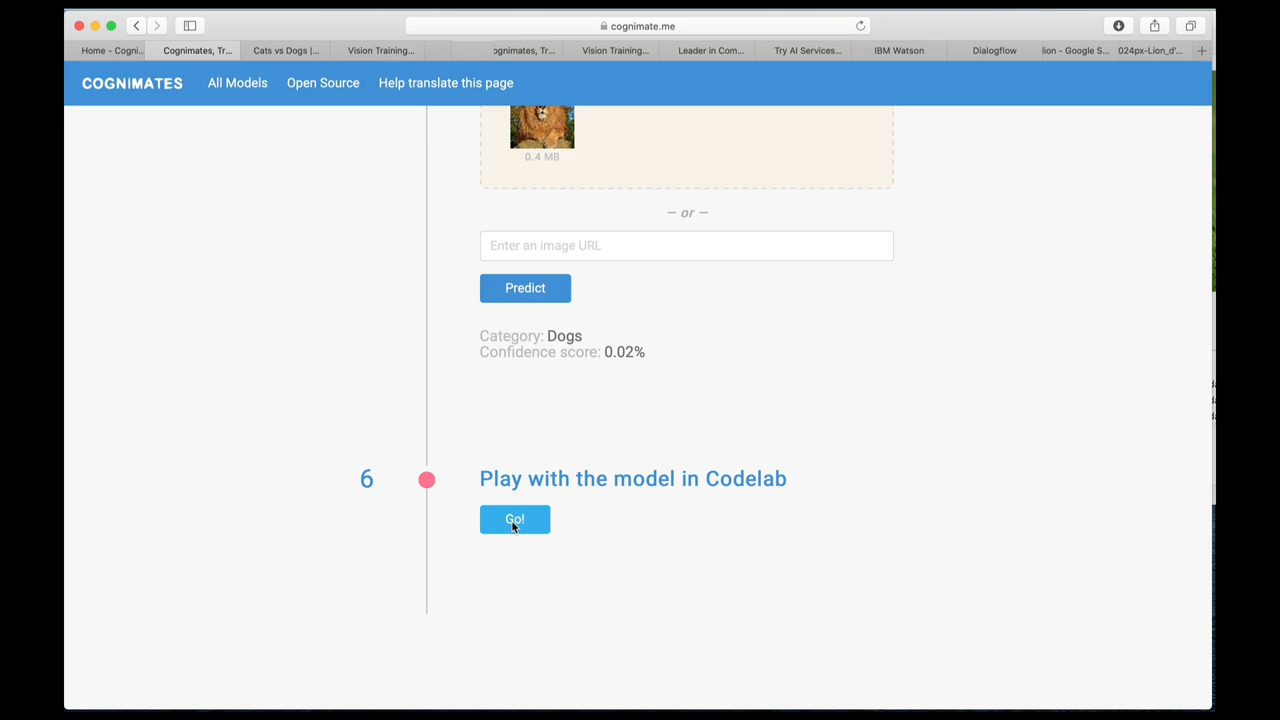 cognimate.me
Home - Cogni... Cognimates, Tr... Cats vs Dogs |... Vision Training... ognimates, Tr... Vision Training... Leader in Com... Try AI Services... IBM Watson Dialogflow lion - Google S... 024px-Lion_d'... +
COGNIMATES All Models Open Source Help translate this page
0.4 MB
— or —
Enter an image URL
Predict
Category: Dogs
Confidence score: 0.02%
6 Play with the model in Codelab
Go!